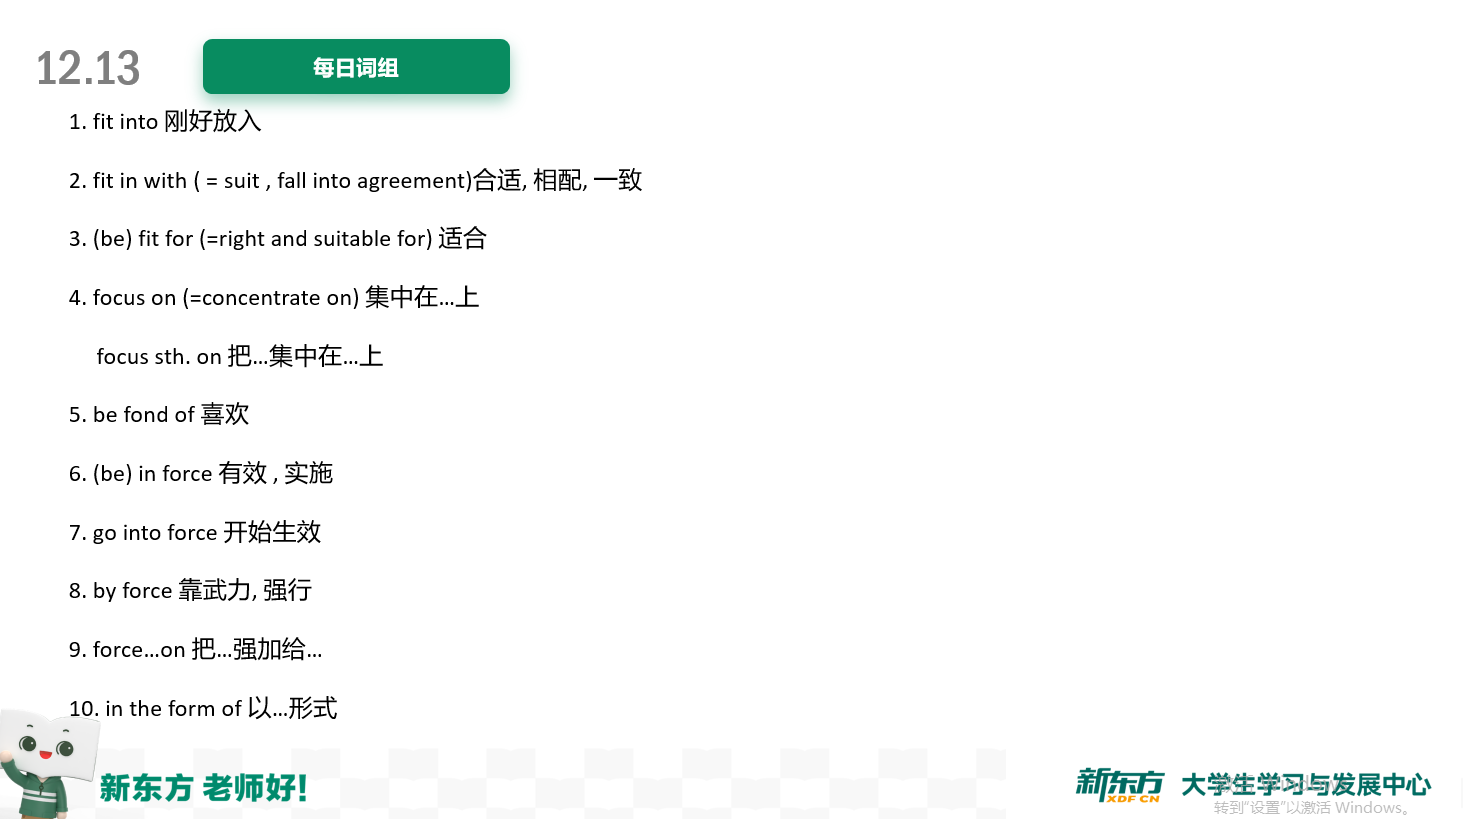 12.13
每日词组
1. fit into 刚好放入
2. fit in with ( = suit , fall into agreement)合适, 相配, 一致
3. (be) fit for (=right and suitable for) 适合
4. focus on (=concentrate on) 集中在...上
focus sth. on 把...集中在...上
5. be fond of 喜欢
6. (be) in force 有效 , 实施
7. go into force 开始生效
8. by force 靠武力, 强行
9. force...on 把...强加给...
10. in the form of 以...形式
新东方 老师好!
新东方 大学生学习与发展中心
XDF.CN
激活 Windows
转到“设置”以激活 Windows。